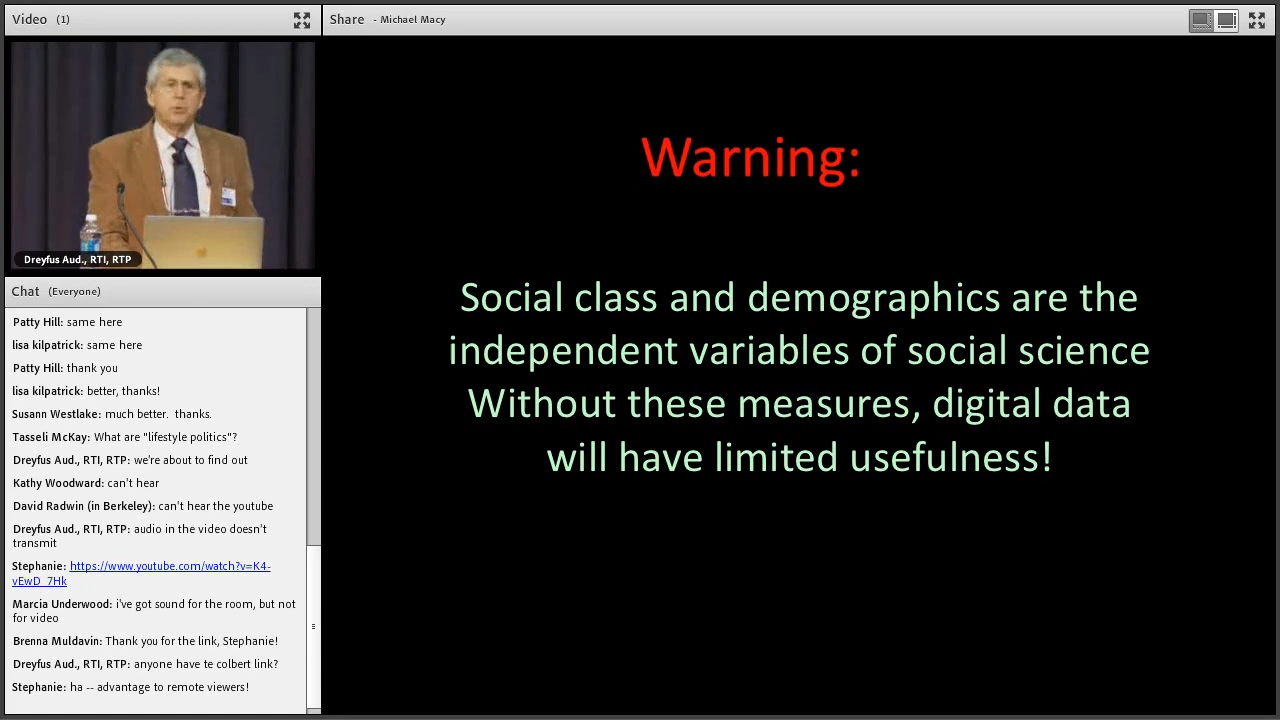 Video (1)
Share - Michael Macy
Dreyfus Aud., RTI, RTP
Chat (Everyone)
Patty Hill: same here
lisa kilpatrick: same here
Patty Hill: thank you
lisa kilpatrick: better, thanks!
Susann Westlake: much better. thanks.
Tasseli McKay: What are "lifestyle politics"?
Dreyfus Aud., RTI, RTP: we're about to find out
Kathy Woodward: can't hear
David Radwin (in Berkeley): can't hear the youtube
Dreyfus Aud., RTI, RTP: audio in the video doesn't
transmit
Stephanie: https://www.youtube.com/watch?v=K4-
vEwD_7Hk
Marcia Underwood: i've got sound for the room, but not
for video
Brenna Muldavin: Thank you for the link, Stephanie!
Dreyfus Aud., RTI, RTP: anyone have te colbert link?
Stephanie: ha -- advantage to remote viewers!
Warning:
Social class and demographics are the
independent variables of social science
Without these measures, digital data
will have limited usefulness!